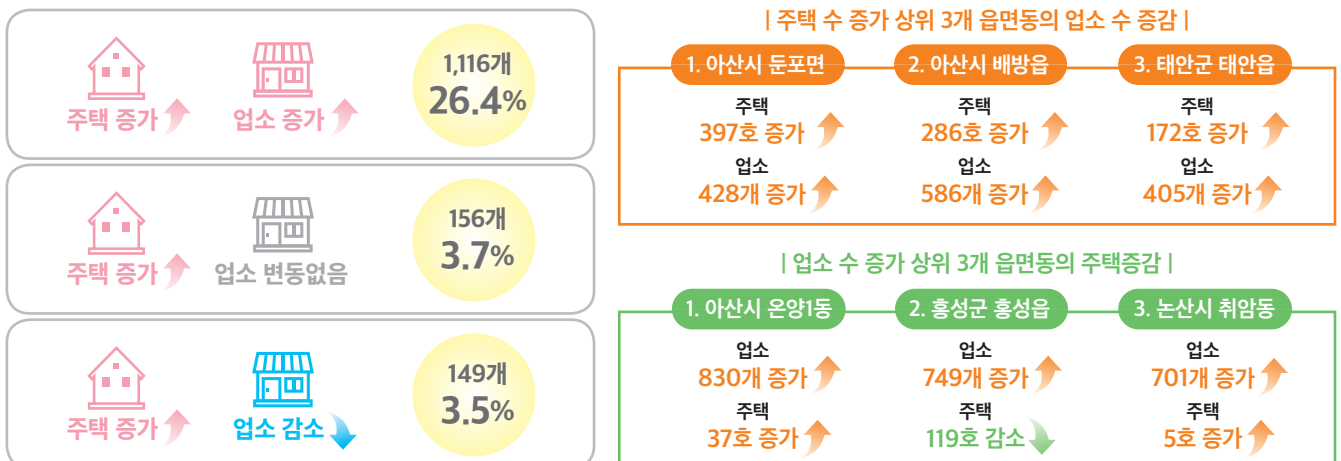 주택 증가 업소 증가
1,116개
26.4%
주택 증가 업소 변동없음
156개
3.7%
주택 증가 업소 감소
149개
3.5%
| 주택 수 증가 상위 3개 읍면동의 업소 수 증감 |
1. 아산시 둔포면 2. 아산시 배방읍 3. 태안군 태안읍
주택 주택 주택
397호 증가 286호 증가 172호 증가
업소 업소 업소
428개 증가 586개 증가 405개 증가
| 업소 수 증가 상위 3개 읍면동의 주택증감 |
1. 아산시 온양1동 2. 홍성군 홍성읍 3. 논산시 취암동
업소 업소 업소
830개 증가 749개 증가 701개 증가
주택 주택 주택
37호 증가 119호 감소 5호 증가